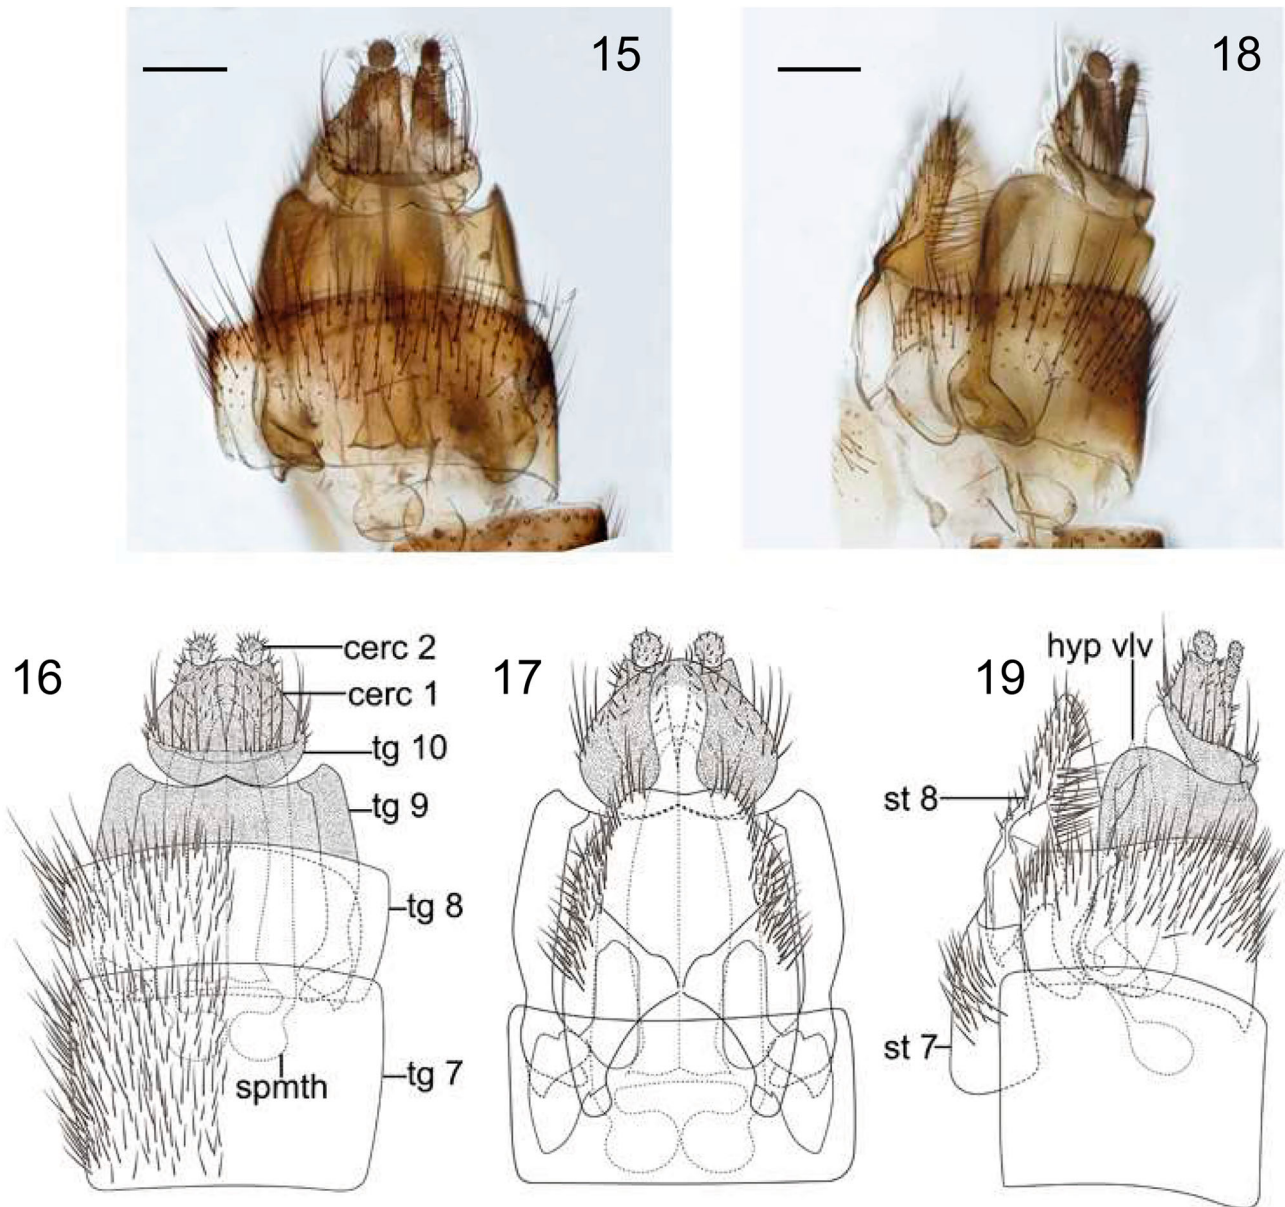 15
18
16
cerc 2
cerc 1
tg 10
tg 9
tg 8
tg 7
spmth
17
19
hyp vlv
st 8
st 7